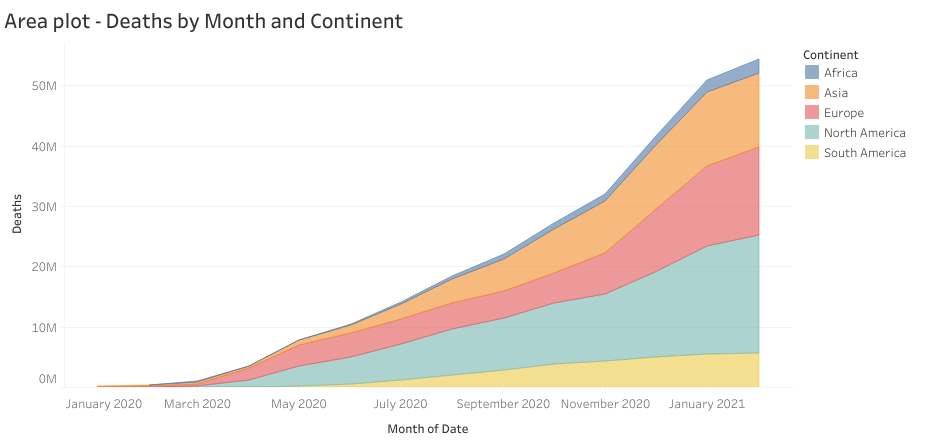 Area plot - Deaths by Month and Continent
Continent
Africa
Asia
Europe
North America
South America
50M
40M
30M
20M
10M
0M
Deaths
January 2020 March 2020 May 2020 July 2020 September 2020 November 2020 January 2021
Month of Date